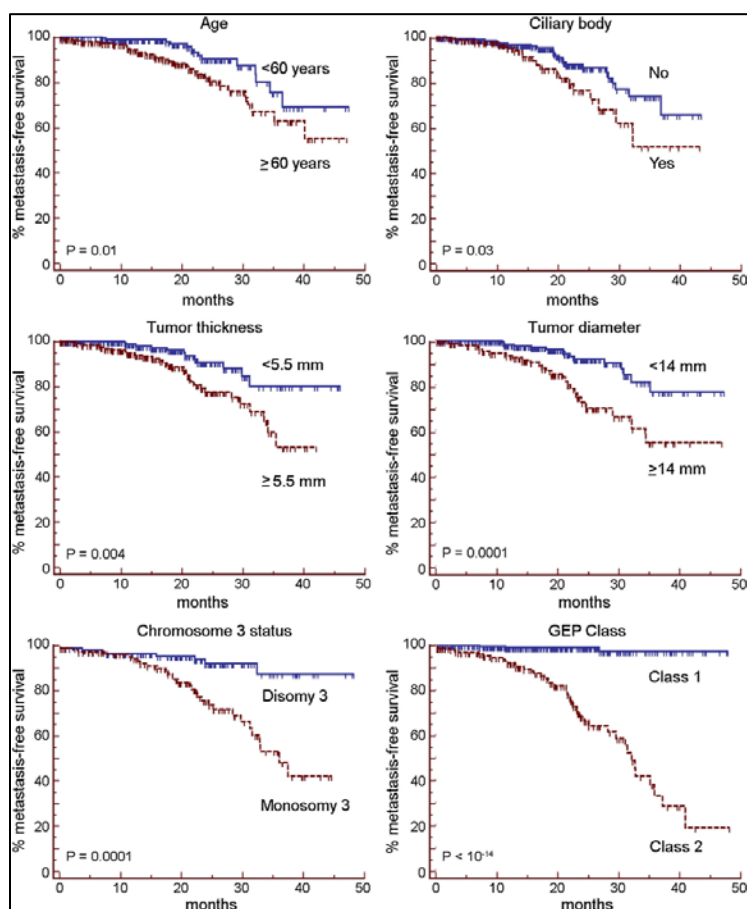 Age
% metastasis-free survival
100
80
60
40
20
0
<60 years
≥60 years
P = 0.01
0 10 20 30 40 50
months
Ciliary body
% metastasis-free survival
100
80
60
40
20
0
No
Yes
P = 0.03
0 10 20 30 40 50
months
Tumor thickness
% metastasis-free survival
100
80
60
40
20
0
<5.5 mm
≥5.5 mm
P = 0.004
0 10 20 30 40 50
months
Tumor diameter
% metastasis-free survival
100
80
60
40
20
0
<14 mm
≥14 mm
P = 0.0001
0 10 20 30 40 50
months
Chromosome 3 status
% metastasis-free survival
100
80
60
40
20
0
Disomy 3
Monosomy 3
P = 0.0001
0 10 20 30 40 50
months
GEP Class
% metastasis-free survival
100
80
60
40
20
0
Class 1
Class 2
P < 10⁻¹⁴
0 10 20 30 40 50
months